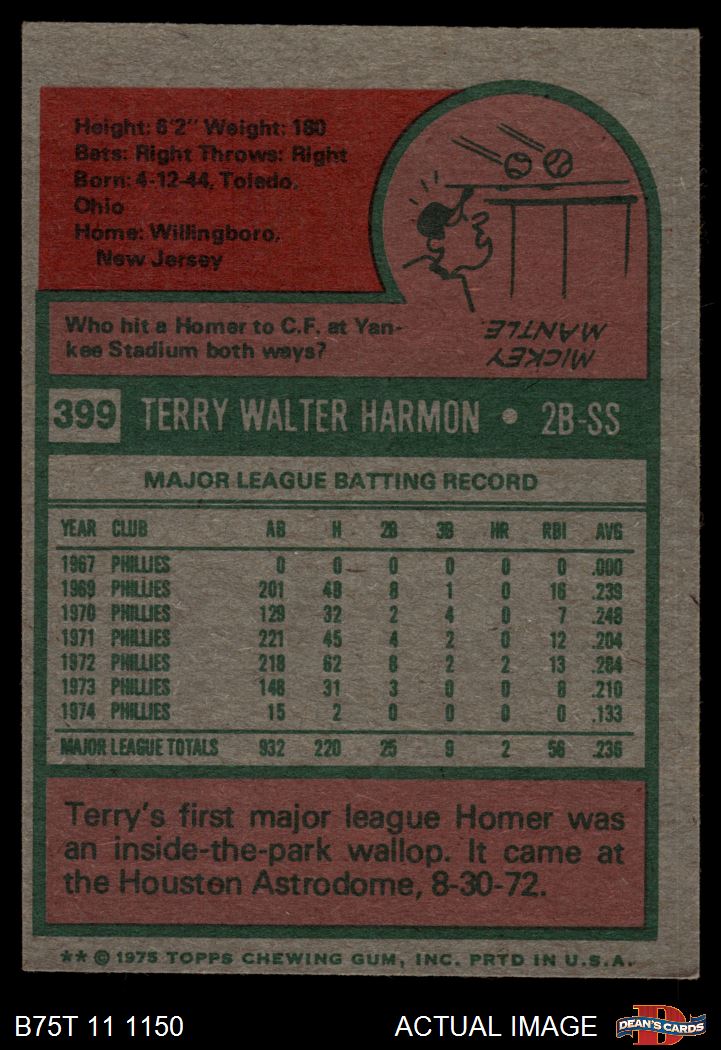 Height: 6'2" Weight: 160
Bats: Right Throws: Right
Born: 4-12-44, Toledo,
Ohio
Home: Willingboro,
New Jersey
Who hit a Homer to C.F. at Yan-
kee Stadium both ways?
MICKEY
MANTLE.
399 TERRY WALTER HARMON • 2B-SS
MAJOR LEAGUE BATTING RECORD
YEAR CLUB AB H 2B 3B HR RBI AVG
1967 PHILLIES 0 0 0 0 0 0 .000
1969 PHILLIES 201 48 8 1 0 16 .239
1970 PHILLIES 129 32 2 4 0 7 .248
1971 PHILLIES 221 45 4 2 0 12 .204
1972 PHILLIES 218 62 8 2 2 13 .284
1973 PHILLIES 148 31 3 0 0 8 .210
1974 PHILLIES 15 2 0 0 0 0 .133
MAJOR LEAGUE TOTALS 932 220 25 9 2 56 .236
Terry's first major league Homer was
an inside-the-park wallop. It came at
the Houston Astrodome, 8-30-72.
** © 1975 TOPPS CHEWING GUM, INC. PRTD IN U.S.A.
B75T 11 1150 ACTUAL IMAGE
D
DEAN'S CARDS